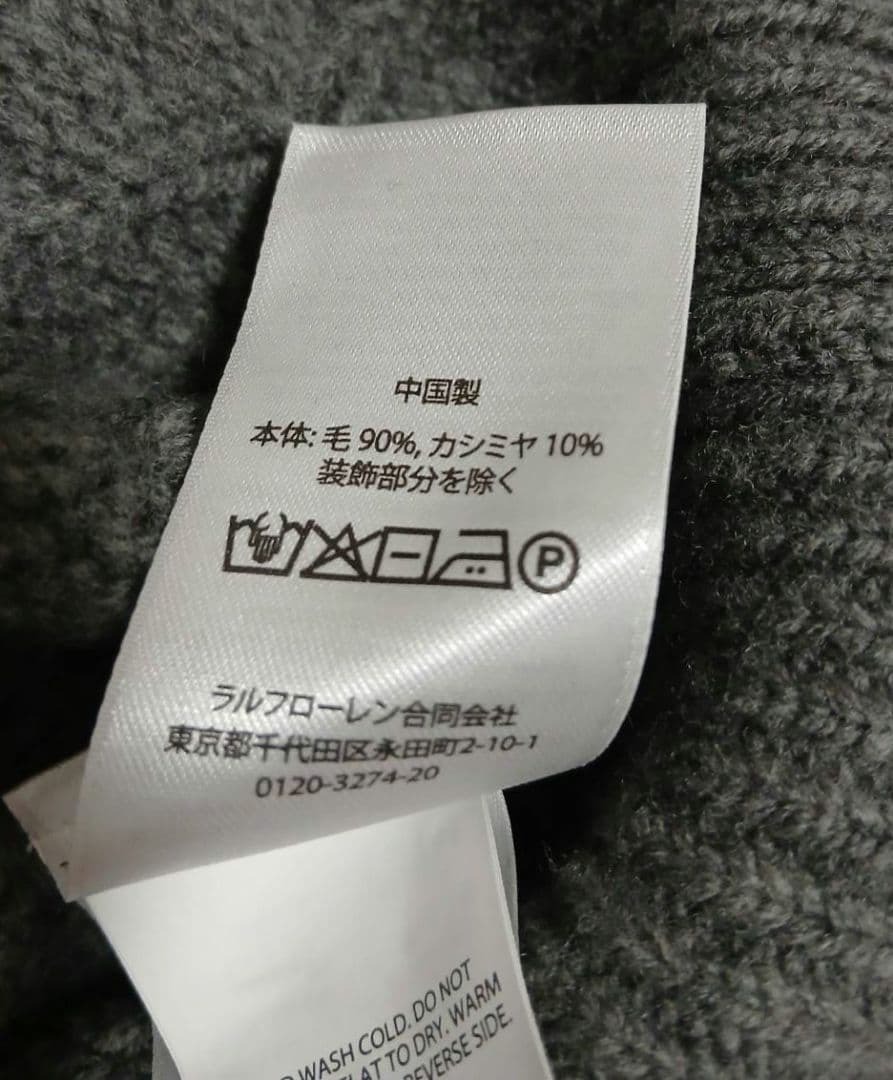 中国製
本体: 毛 90%, カシミヤ 10%
装飾部分を除く
P
ラルフローレン合同会社
東京都千代田区永田町2-10-1
0120-3274-20
WASH COLD. DO NOT
FLAT TO DRY. WARM
REVERSE SIDE.